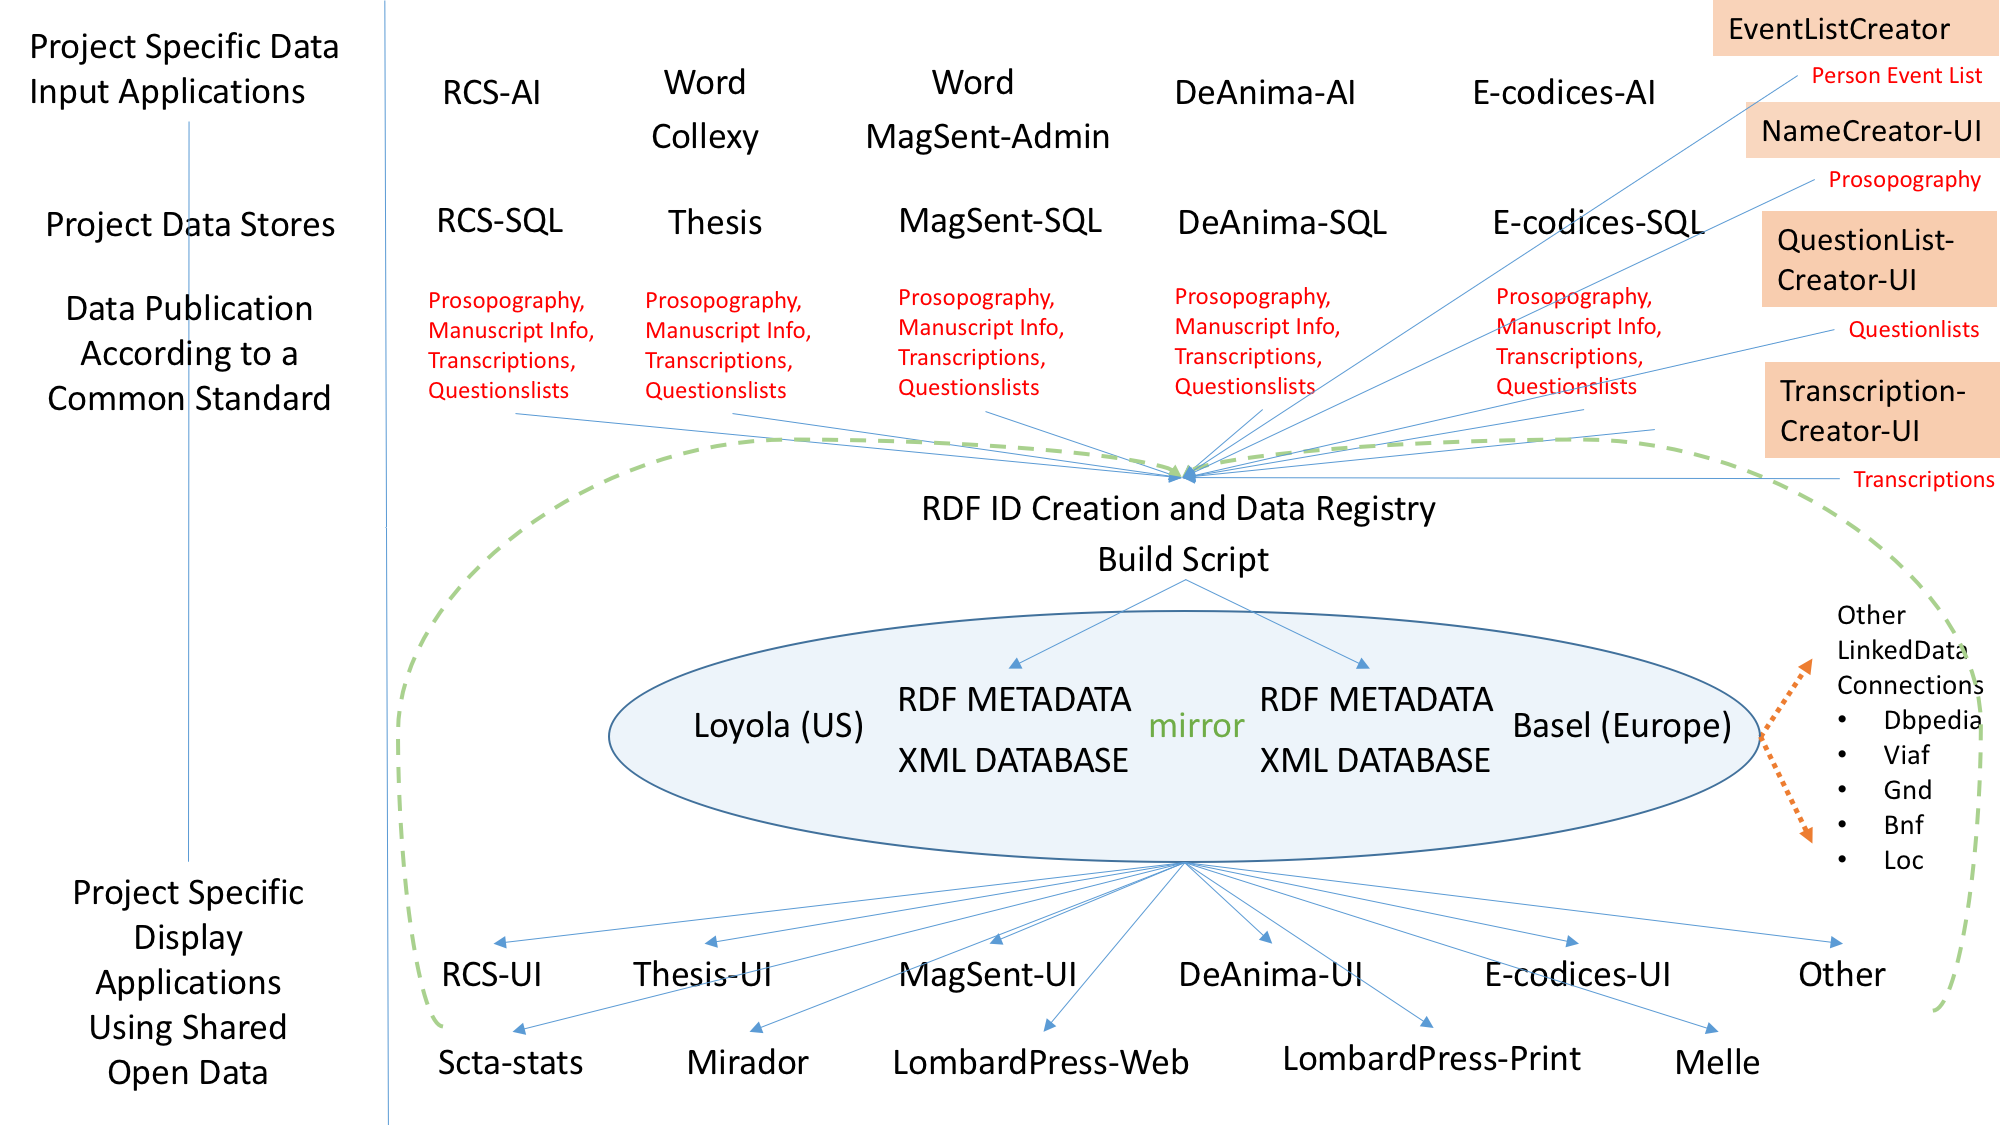 Project Specific Data
Input Applications
Project Data Stores
Data Publication
According to a
Common Standard
Project Specific
Display
Applications
Using Shared
Open Data
RCS-AI
Word
Collexy
Word
MagSent-Admin
DeAnima-AI
E-codices-AI
RCS-SQL
Thesis
MagSent-SQL
DeAnima-SQL
E-codices-SQL
Prosopography,
Manuscript Info,
Transcriptions,
Questionslists
Prosopography,
Manuscript Info,
Transcriptions,
Questionslists
Prosopography,
Manuscript Info,
Transcriptions,
Questionslists
Prosopography,
Manuscript Info,
Transcriptions,
Questionslists
Prosopography,
Manuscript Info,
Transcriptions,
Questionslists
EventListCreator
Person Event List
NameCreator-UI
Prosopography
QuestionList-
Creator-UI
Questionlists
Transcription-
Creator-UI
Transcriptions
RDF ID Creation and Data Registry
Build Script
Loyola (US)
RDF METADATA
XML DATABASE
mirror
RDF METADATA
XML DATABASE
Basel (Europe)
Other
LinkedData
Connections
• Dbpedia
• Viaf
• Gnd
• Bnf
• Loc
RCS-UI
Thesis-UI
MagSent-UI
DeAnima-UI
E-codices-UI
Other
Scta-stats
Mirador
LombardPress-Web
LombardPress-Print
Melle